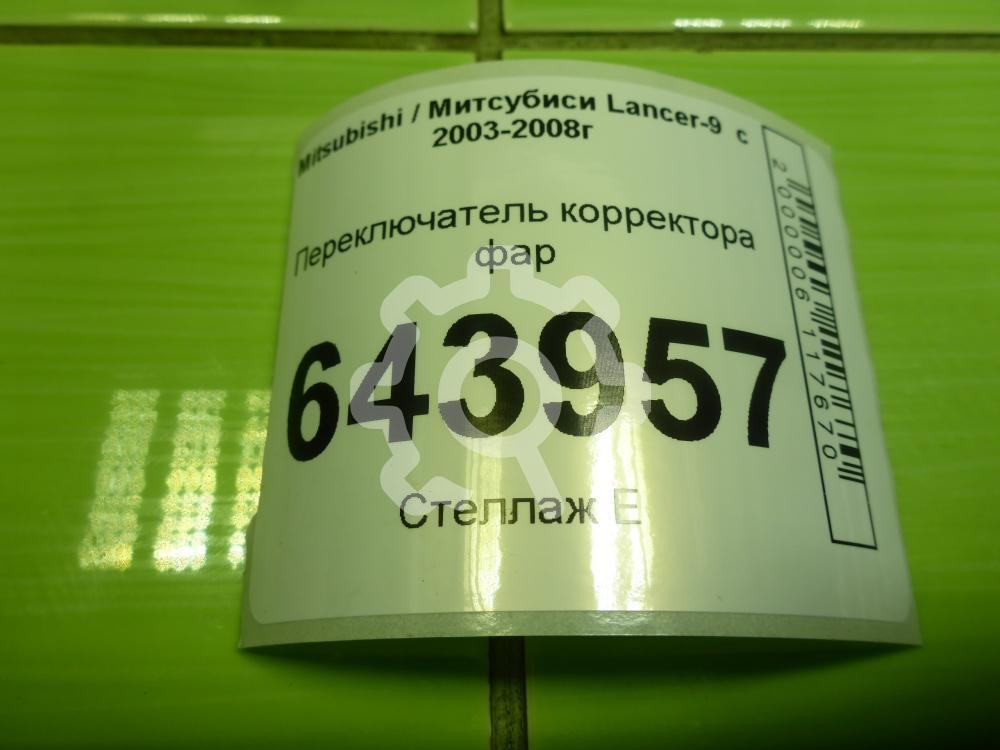 Mitsubishi / Митсубиси Lancer-9 с
2003-2008г
Переключатель корректора
фар
643957
Стеллаж Е
2000006117670